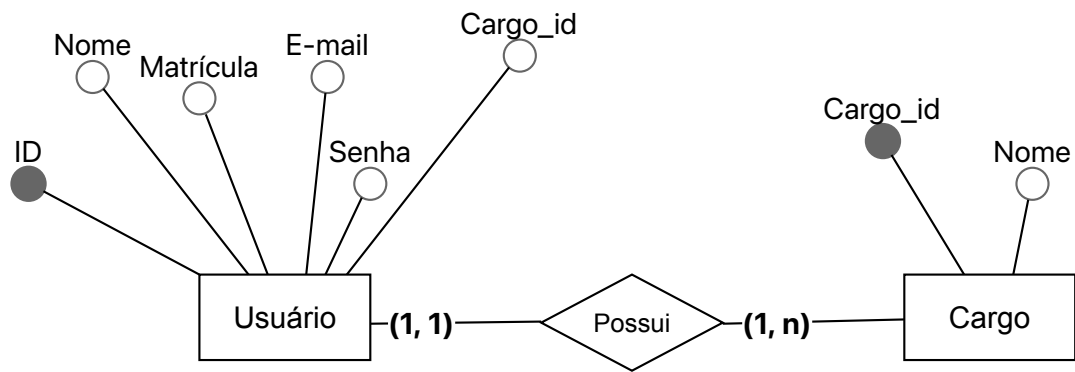 Nome
Matrícula
E-mail
Cargo_id
ID
Senha
Cargo_id
Nome
Usuário
(1, 1)
Possui
(1, n)
Cargo